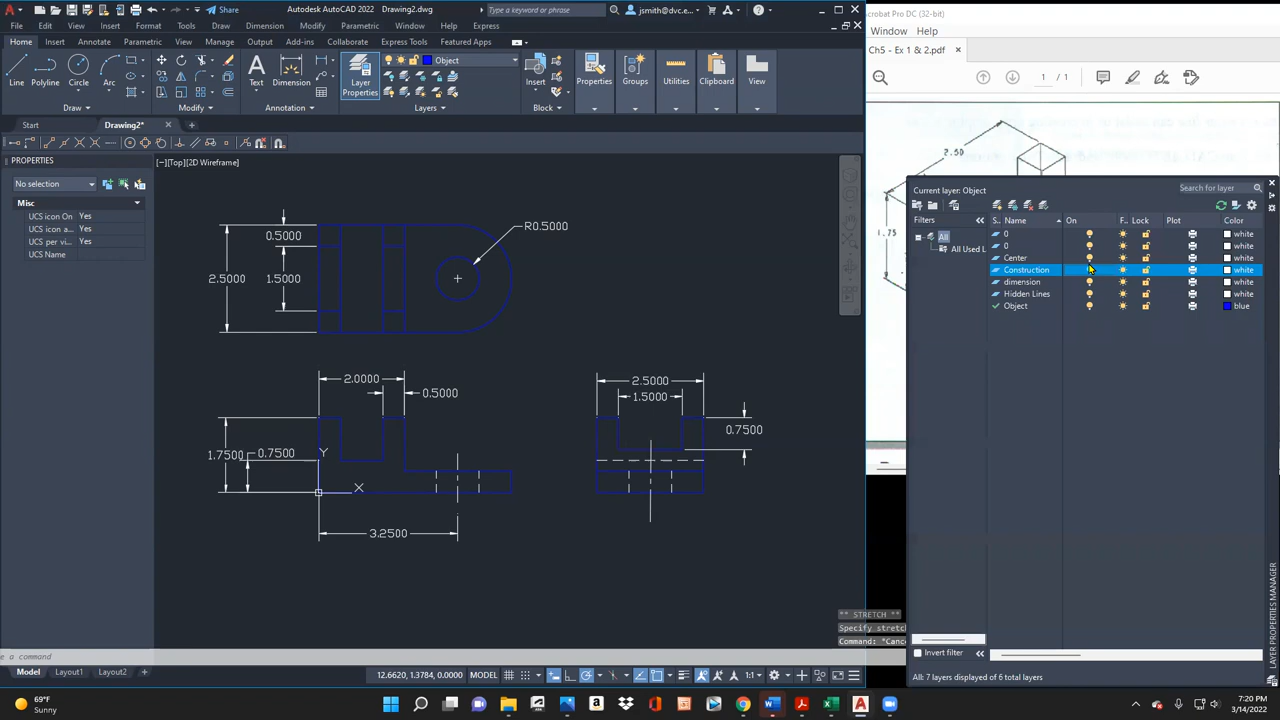 Share
Autodesk AutoCAD 2022 Drawing2.dwg
Type a keyword or phrase
jsmith@dvc.e...
File Edit View Insert Format Tools Draw Dimension Modify Parametric Window Help Express
Home Insert Annotate Parametric View Manage Output Add-ins Collaborate Express Tools Featured Apps
Line Polyline Circle Arc
Text Dimension
Layer Properties
Object
Insert
Properties Groups Utilities Clipboard View
Draw Modify Annotation Layers Block
Start Drawing2*
PROPERTIES
[−][Top][2D Wireframe]
No selection
Misc
UCS icon On Yes
UCS icon a... Yes
UCS per vi... Yes
UCS Name
0.5000
R0.5000
2.5000
1.5000
2.0000
0.5000
2.5000
1.5000
0.7500
1.7500
0.7500
Y
X
3.2500
** STRETCH **
Specify stretch
Command: *Canc
e a command
Model Layout1 Layout2
12.6620, 1.3784, 0.0000 MODEL
1:1
crobat Pro DC (32-bit)
Window Help
Ch5 - Ex 1 & 2.pdf
1 / 1
2.50
1.75
Current layer: Object
Search for layer
Filters
All
All Used L
S.. Name On F.. Lock Plot Color
0 white
0 white
Center white
Construction white
dimension white
Hidden Lines white
Object blue
Invert filter
All: 7 layers displayed of 6 total layers
LAYER PROPERTIES MANAGER
69°F
Sunny
7:20 PM
3/14/2022